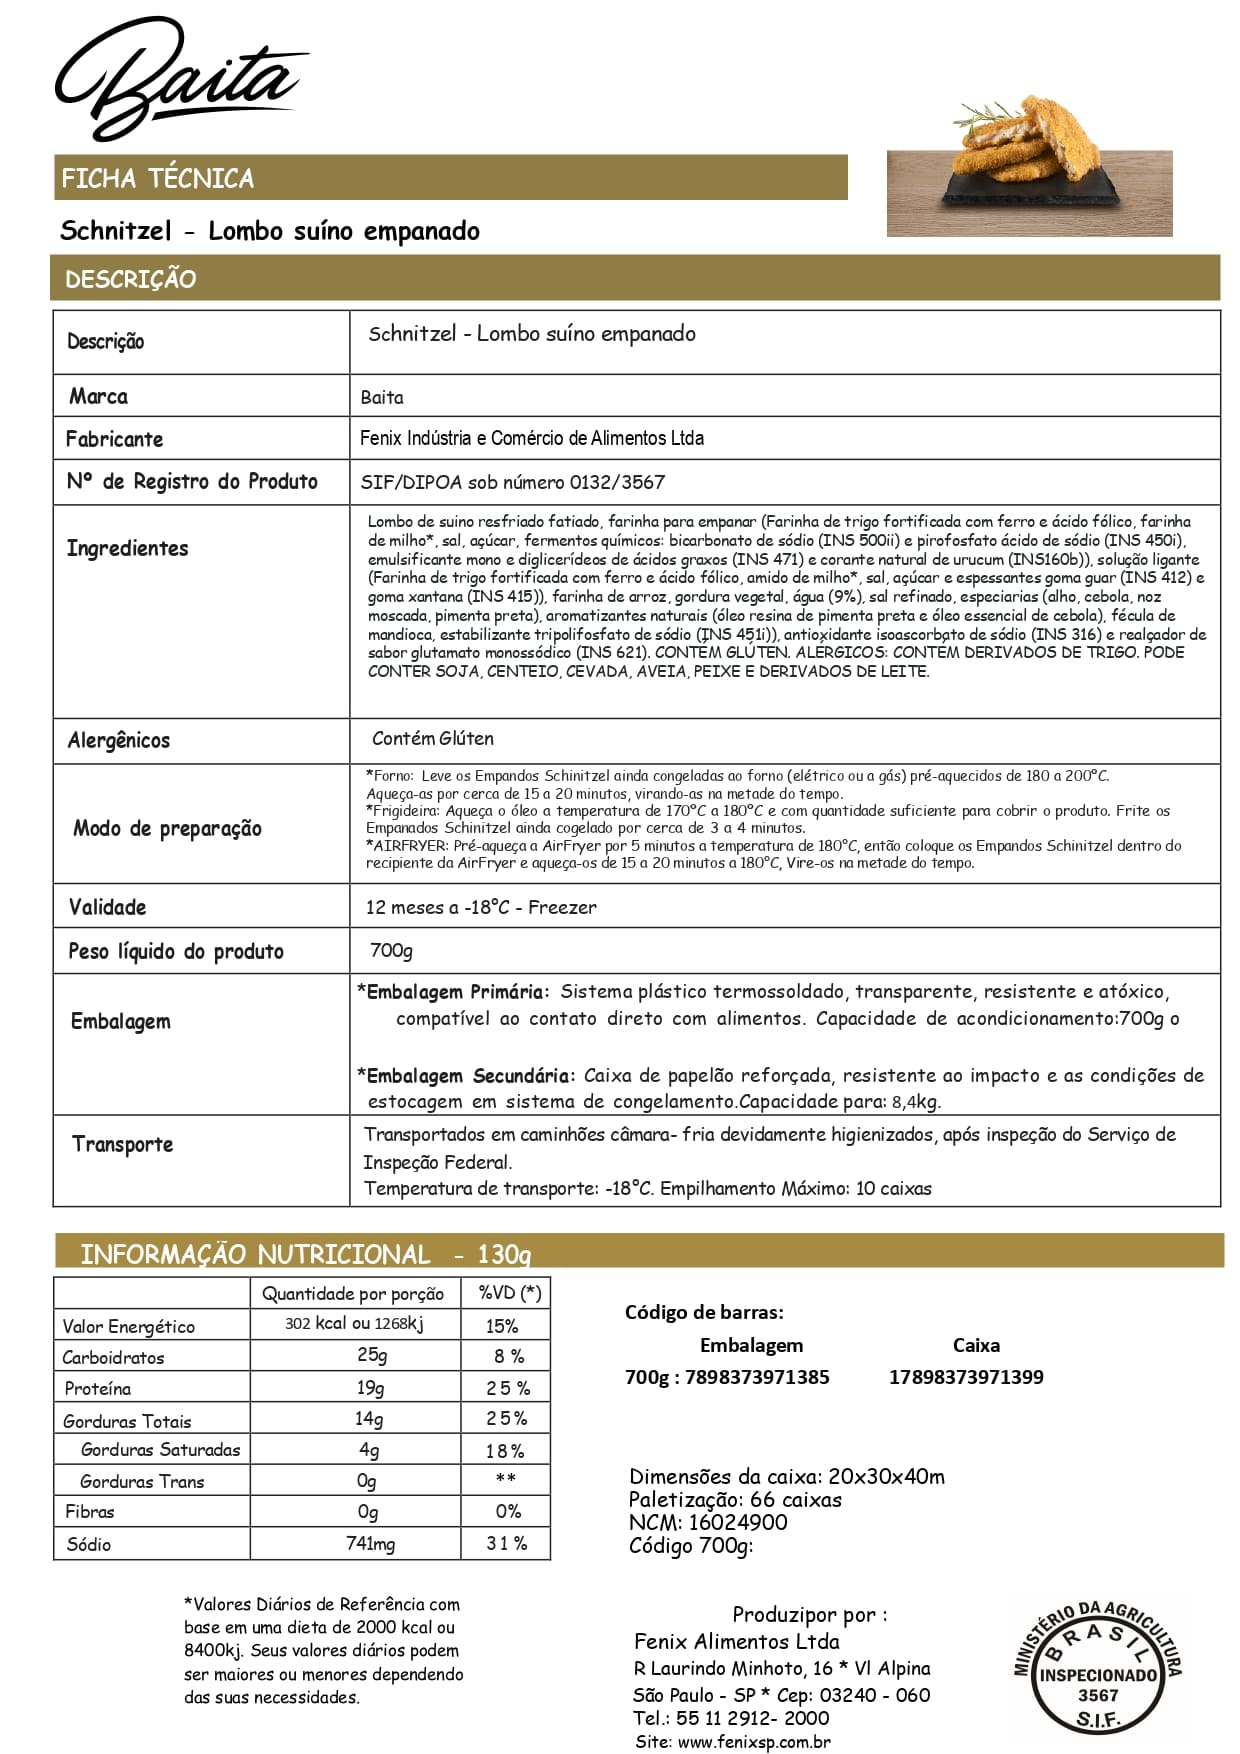 Baita
FICHA TÉCNICA
Schnitzel - Lombo suíno empanado
DESCRIÇÃO
Descrição Schnitzel - Lombo suíno empanado
Marca Baita
Fabricante Fenix Indústria e Comércio de Alimentos Ltda
Nº de Registro do Produto SIF/DIPOA sob número 0132/3567
Ingredientes
Lombo de suino resfriado fatiado, farinha para empanar (Farinha de trigo fortificada com ferro e ácido fólico, farinha
de milho*, sal, açúcar, fermentos químicos: bicarbonato de sódio (INS 500ii) e pirofosfato ácido de sódio (INS 450i),
emulsificante mono e diglicerídeos de ácidos graxos (INS 471) e corante natural de urucum (INS160b)), solução ligante
(Farinha de trigo fortificada com ferro e ácido fólico, amido de milho*, sal, açúcar e espessantes goma guar (INS 412) e
goma xantana (INS 415)), farinha de arroz, gordura vegetal, água (9%), sal refinado, especiarias (alho, cebola, noz
moscada, pimenta preta), aromatizantes naturais (óleo resina de pimenta preta e óleo essencial de cebola), fécula de
mandioca, estabilizante tripolifosfato de sódio (INS 451i)), antioxidante isoascorbato de sódio (INS 316) e realçador de
sabor glutamato monossódico (INS 621). CONTÉM GLÚTEN. ALÉRGICOS: CONTÉM DERIVADOS DE TRIGO. PODE
CONTER SOJA, CENTEIO, CEVADA, AVEIA, PEIXE E DERIVADOS DE LEITE.
Alergênicos Contém Glúten
Modo de preparação
*Forno: Leve os Empandos Schinitzel ainda congeladas ao forno (elétrico ou a gás) pré-aquecidos de 180 a 200°C.
Aqueça-as por cerca de 15 a 20 minutos, virando-as na metade do tempo.
*Frigideira: Aqueça o óleo a temperatura de 170°C a 180°C e com quantidade suficiente para cobrir o produto. Frite os
Empanados Schinitzel ainda cogelado por cerca de 3 a 4 minutos.
*AIRFRYER: Pré-aqueça a AirFryer por 5 minutos a temperatura de 180°C, então coloque os Empandos Schinitzel dentro do
recipiente da AirFryer e aqueça-os de 15 a 20 minutos a 180°C, Vire-os na metade do tempo.
Validade 12 meses a -18°C - Freezer
Peso líquido do produto 700g
Embalagem
*Embalagem Primária: Sistema plástico termossoldado, transparente, resistente e atóxico,
compatível ao contato direto com alimentos. Capacidade de acondicionamento:700g o
*Embalagem Secundária: Caixa de papelão reforçada, resistente ao impacto e as condições de
estocagem em sistema de congelamento.Capacidade para: 8,4kg.
Transporte
Transportados em caminhões câmara- fria devidamente higienizados, após inspeção do Serviço de
Inspeção Federal.
Temperatura de transporte: -18°C. Empilhamento Máximo: 10 caixas
INFORMAÇÃO NUTRICIONAL - 130g
Quantidade por porção %VD (*)
Valor Energético 302 kcal ou 1268kj 15%
Carboidratos 25g 8 %
Proteína 19g 25 %
Gorduras Totais 14g 25%
Gorduras Saturadas 4g 18%
Gorduras Trans 0g **
Fibras 0g 0%
Sódio 741mg 31%
*Valores Diários de Referência com
base em uma dieta de 2000 kcal ou
8400kj. Seus valores diários podem
ser maiores ou menores dependendo
das suas necessidades.
Código de barras:
Embalagem Caixa
700g : 7898373971385 17898373971399
Dimensões da caixa: 20x30x40m
Paletização: 66 caixas
NCM: 16024900
Código 700g:
Produzipor por :
Fenix Alimentos Ltda
R Laurindo Minhoto, 16 * Vl Alpina
São Paulo - SP * Cep: 03240 - 060
Tel.: 55 11 2912- 2000
Site: www.fenixsp.com.br
MINISTÉRIO DA AGRICULTURA
BRASIL
INSPECIONADO
3567
S.I.F.